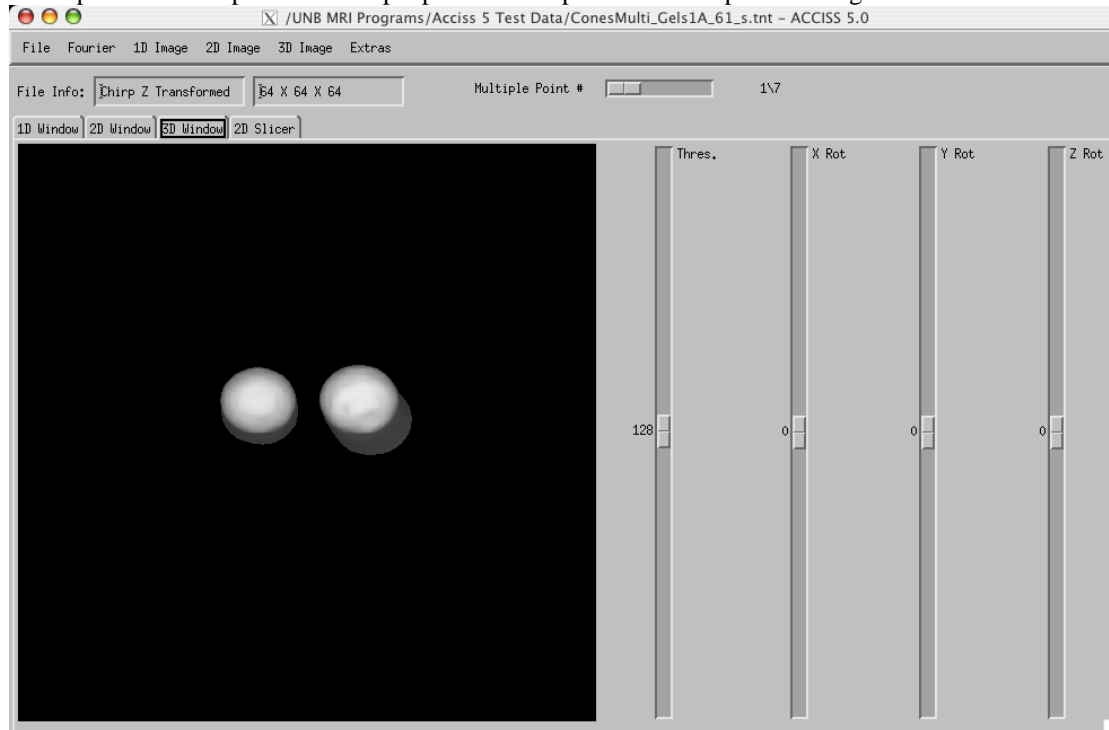 X /UNB MRI Programs/Acciss 5 Test Data/ConesMulti_Gels1A_61_s.tnt – ACCISS 5.0
File Fourier 1D Image 2D Image 3D Image Extras
File Info: Chirp Z Transformed 64 X 64 X 64 Multiple Point # 1\7
1D Window 2D Window 3D Window 2D Slicer
Thres. X Rot Y Rot Z Rot
128 0 0 0